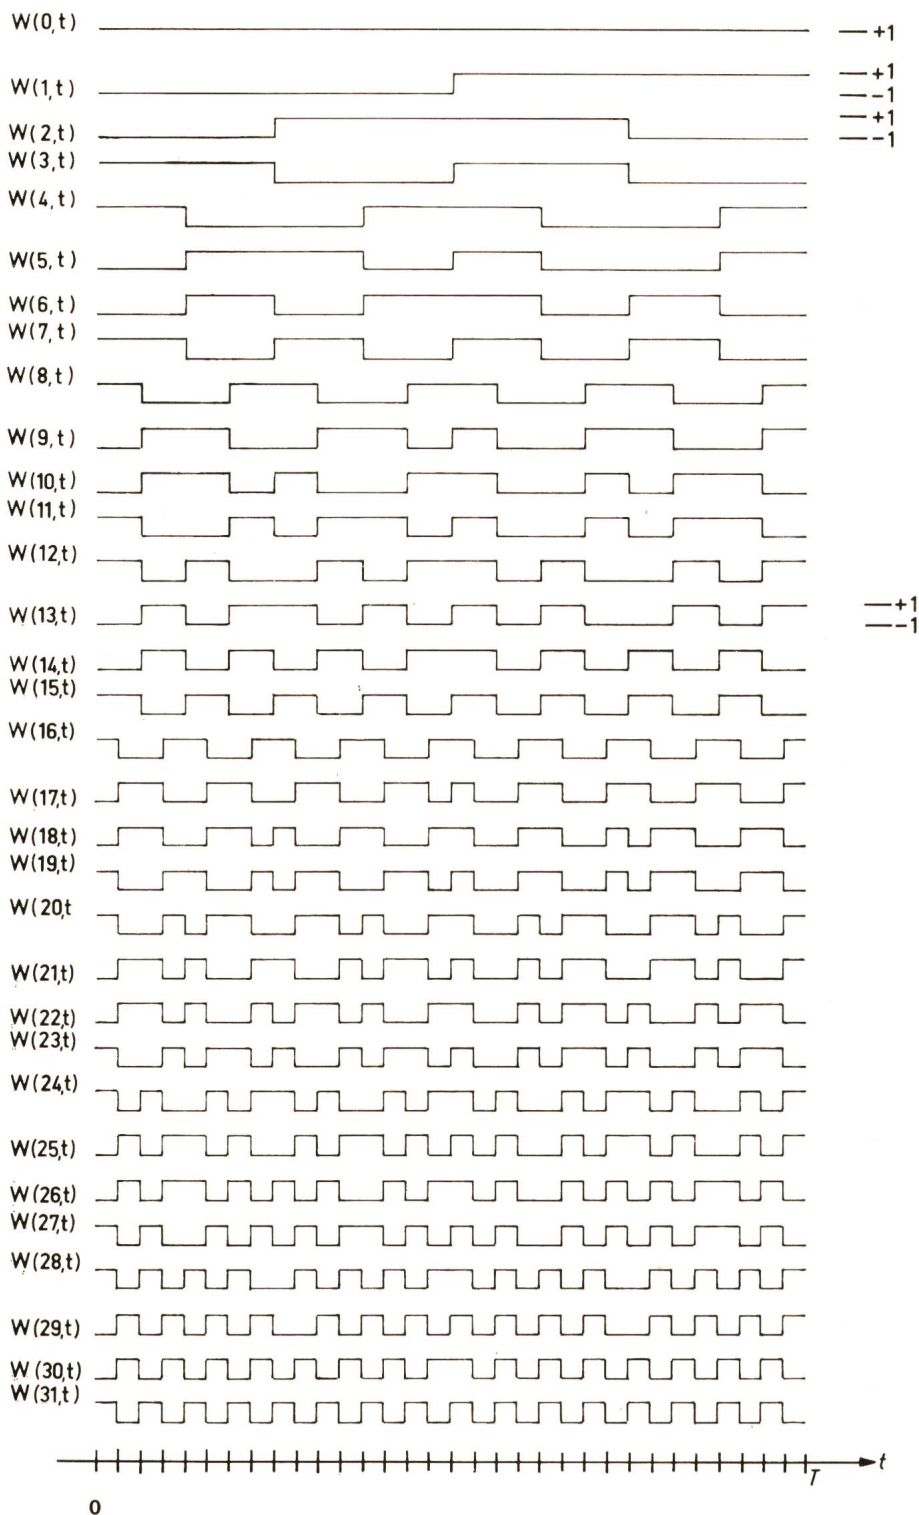 W(0,t) +1
W(1,t) +1
-1
W(2,t) +1
-1
W(3,t)
W(4,t)
W(5,t)
W(6,t)
W(7,t)
W(8,t)
W(9,t)
W(10,t)
W(11,t)
W(12,t)
W(13,t) +1
-1
W(14,t)
W(15,t)
W(16,t)
W(17,t)
W(18,t)
W(19,t)
W(20,t
W(21,t)
W(22,t)
W(23,t)
W(24,t)
W(25,t)
W(26,t)
W(27,t)
W(28,t)
W(29,t)
W(30,t)
W(31,t)
t
T
0